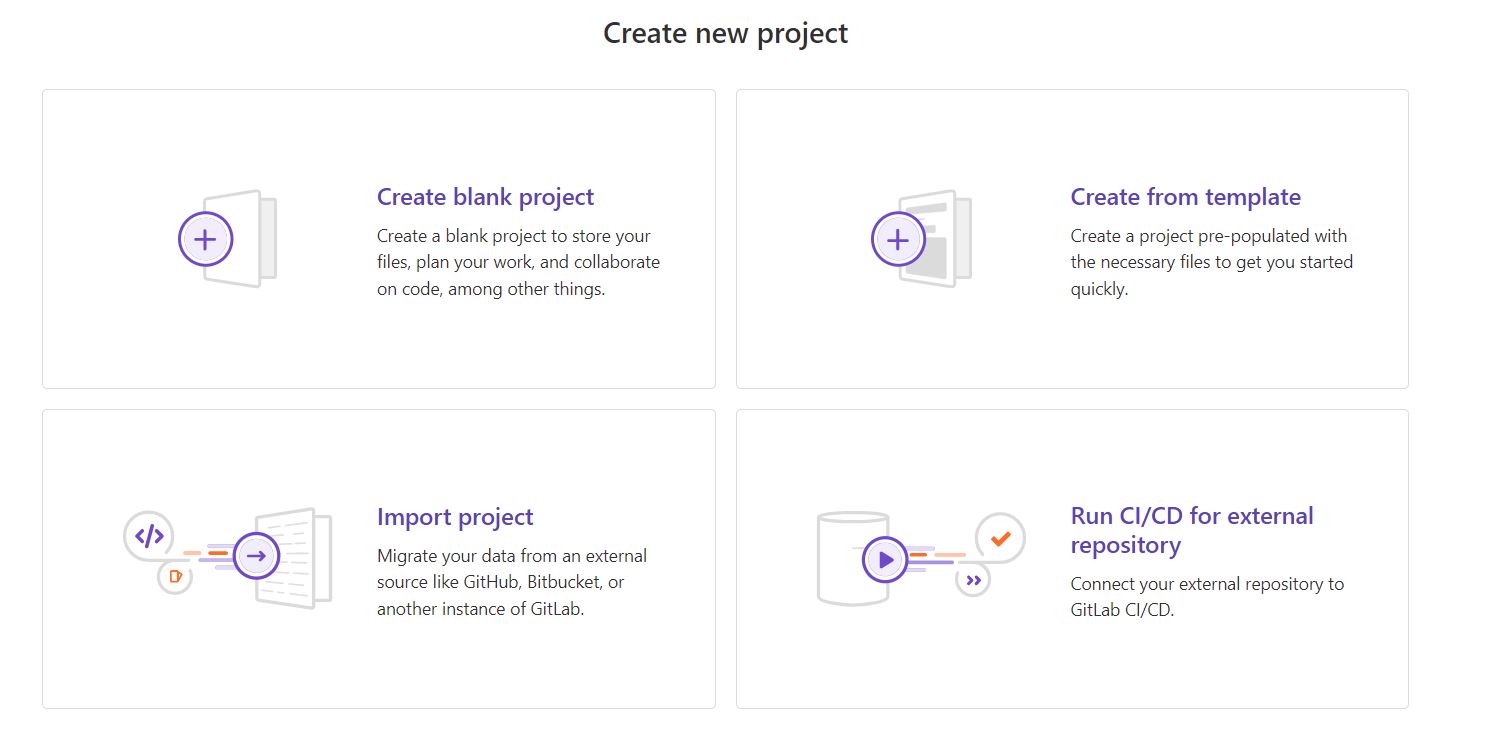 Create new project
Create blank project
Create a blank project to store your
files, plan your work, and collaborate
on code, among other things.
Create from template
Create a project pre-populated with
the necessary files to get you started
quickly.
Import project
Migrate your data from an external
source like GitHub, Bitbucket, or
another instance of GitLab.
Run CI/CD for external
repository
Connect your external repository to
GitLab CI/CD.